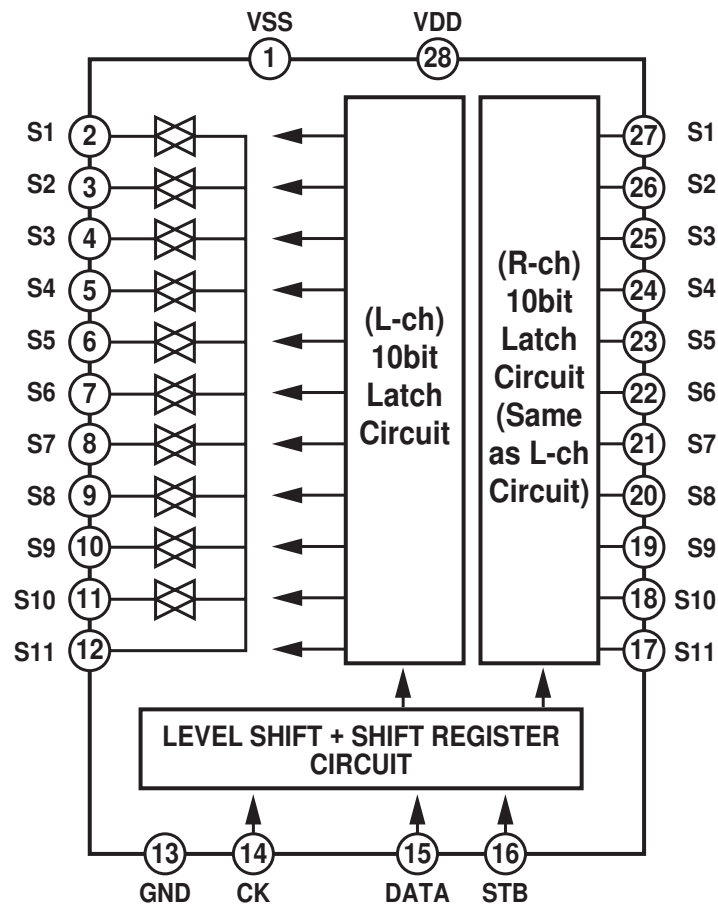 VSS VDD
1 28
S1 2 27 S1
S2 3 26 S2
S3 4 25 S3
S4 5 24 S4
S5 6 23 S5
S6 7 22 S6
S7 8 21 S7
S8 9 20 S8
S9 10 19 S9
S10 11 18 S10
S11 12 17 S11
(L-ch)
10bit
Latch
Circuit
(R-ch)
10bit
Latch
Circuit
(Same
as L-ch
Circuit)
LEVEL SHIFT + SHIFT REGISTER
CIRCUIT
13 14 15 16
GND CK DATA STB